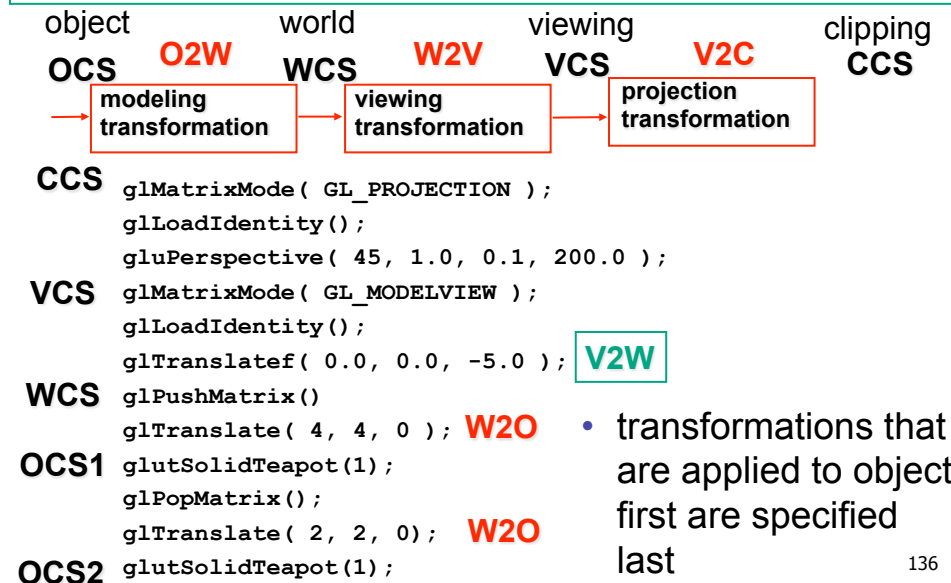 object world viewing clipping
OCS O2W WCS W2V VCS V2C CCS
modeling transformation
viewing transformation
projection transformation
CCS glMatrixMode( GL_PROJECTION );
glLoadIdentity();
gluPerspective( 45, 1.0, 0.1, 200.0 );
VCS glMatrixMode( GL_MODELVIEW );
glLoadIdentity();
glTranslatef( 0.0, 0.0, -5.0 ); V2W
WCS glPushMatrix()
glTranslate( 4, 4, 0 ); W2O
OCS1 glutSolidTeapot(1);
glPopMatrix();
glTranslate( 2, 2, 0); W2O
OCS2 glutSolidTeapot(1);
• transformations that
are applied to object
first are specified
last
136